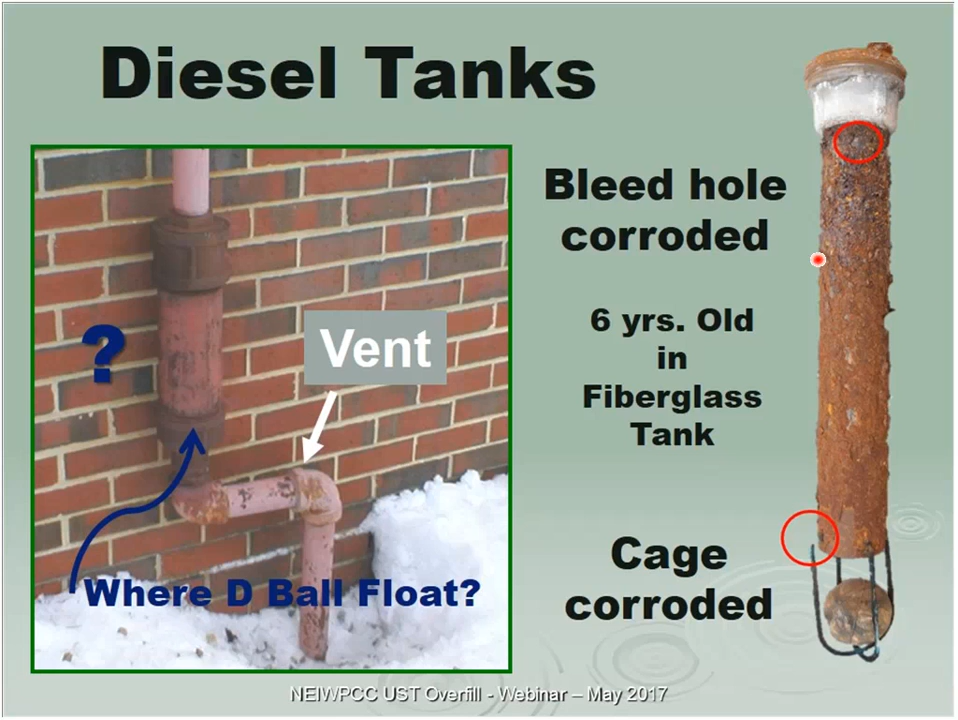 Diesel Tanks
Bleed hole
corroded
?
Vent
6 yrs. Old
in
Fiberglass
Tank
Cage
corroded
Where D Ball Float?
NEIWPCC UST Overfill - Webinar – May 2017